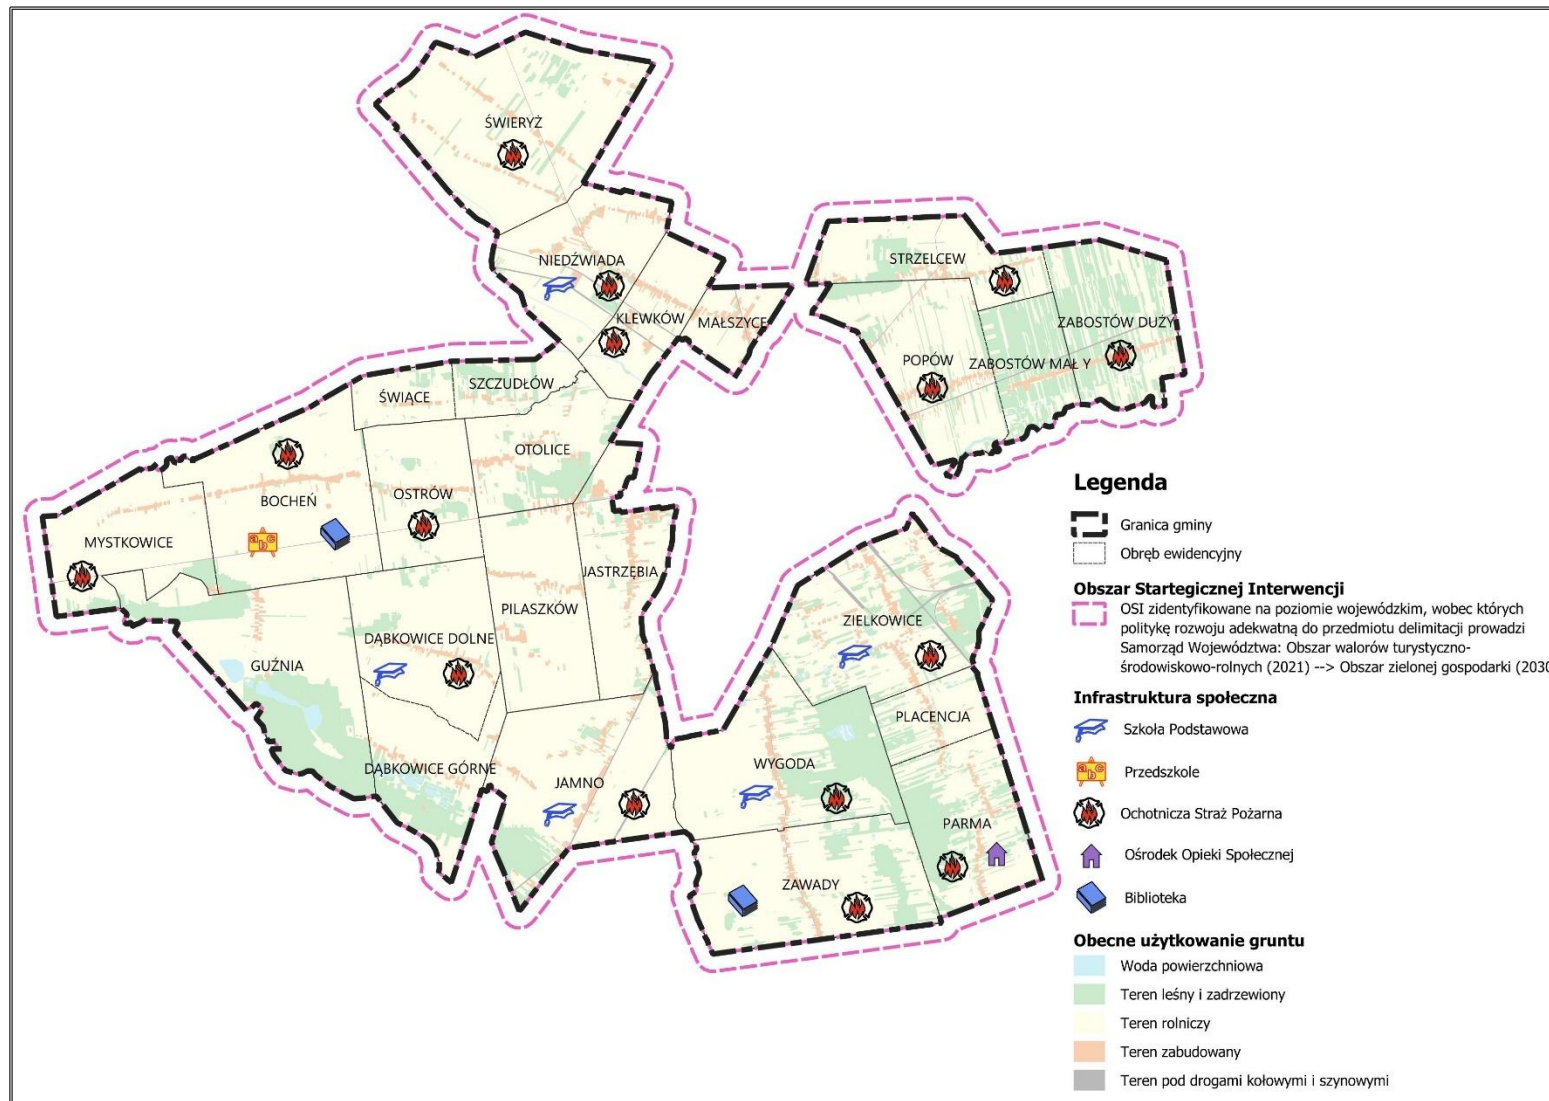 ŚWIERYŻ
NIEDŹWIADA
STRZELCEW
KLEWKÓW
MAŁSZYCE
ZABOSTÓW DUŻY
POPÓW
ZABOSTÓW MAŁ Y
SZCZUDŁÓW
ŚWIĄCE
OTOLICE
OSTRÓW
BOCHEŃ
MYSTKOWICE
JASTRZĘBIA
PILASZKÓW
DĄBKOWICE DOLNE
GUŹNIA
ZIELKOWICE
PLACENCJA
DĄBKOWICE GÓRNE
JAMNO
WYGODA
PARMA
ZAWADY
Legenda
Granica gminy
Obręb ewidencyjny
Obszar Startegicznej Interwencji
OSI zidentyfikowane na poziomie wojewódzkim, wobec których
politykę rozwoju adekwatną do przedmiotu delimitacji prowadzi
Samorząd Województwa: Obszar walorów turystyczno-
środowiskowo-rolnych (2021) --> Obszar zielonej gospodarki (2030
Infrastruktura społeczna
Szkoła Podstawowa
Przedszkole
Ochotnicza Straż Pożarna
Ośrodek Opieki Społecznej
Biblioteka
Obecne użytkowanie gruntu
Woda powierzchniowa
Teren leśny i zadrzewiony
Teren rolniczy
Teren zabudowany
Teren pod drogami kołowymi i szynowymi